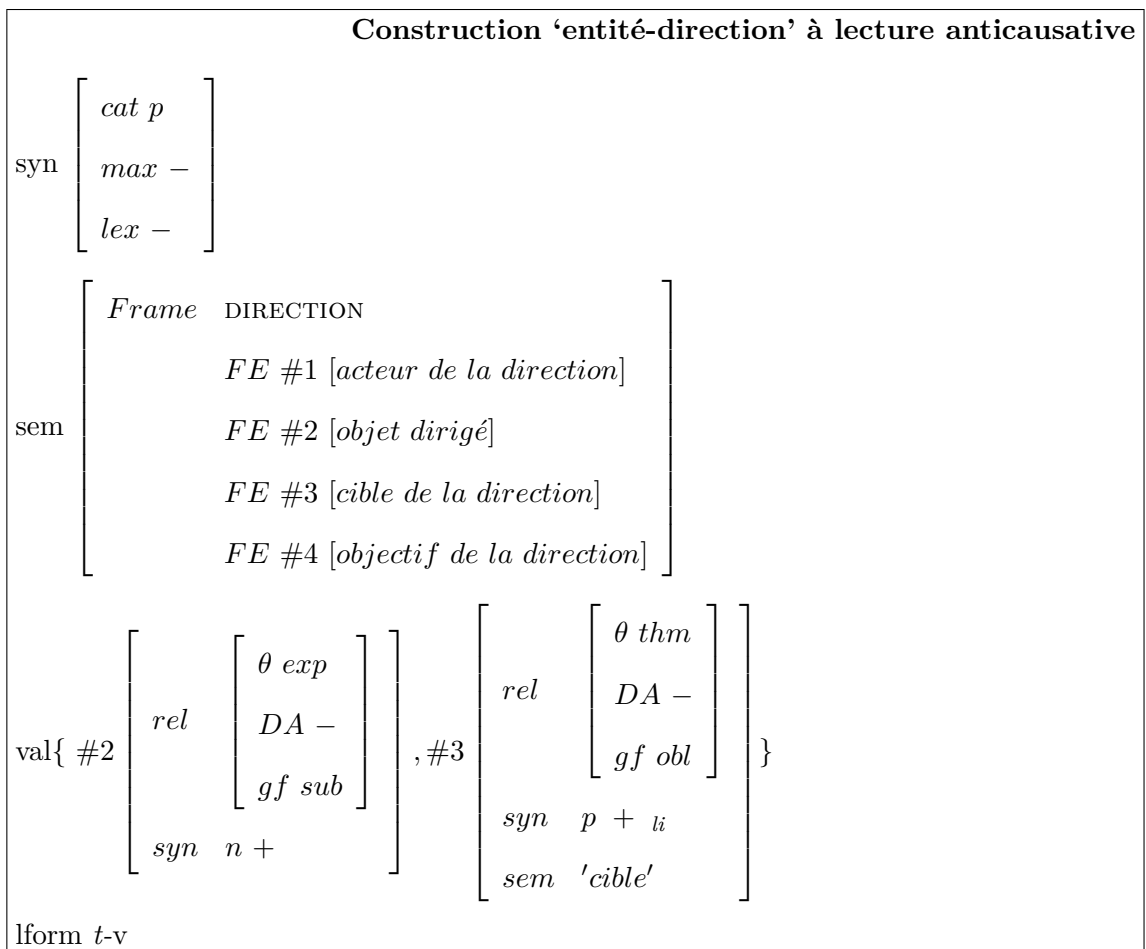 Construction ‘entité-direction’ à lecture anticausative
syn [ cat p
max −
lex − ]
sem [ Frame DIRECTION
FE #1 [acteur de la direction]
FE #2 [objet dirigé]
FE #3 [cible de la direction]
FE #4 [objectif de la direction] ]
val{ #2 [ rel [ θ exp
DA −
gf sub ]
syn n + ]
, #3 [ rel [ θ thm
DA −
gf obl ]
syn p + li
sem ′cible′ ] }
lform t-v